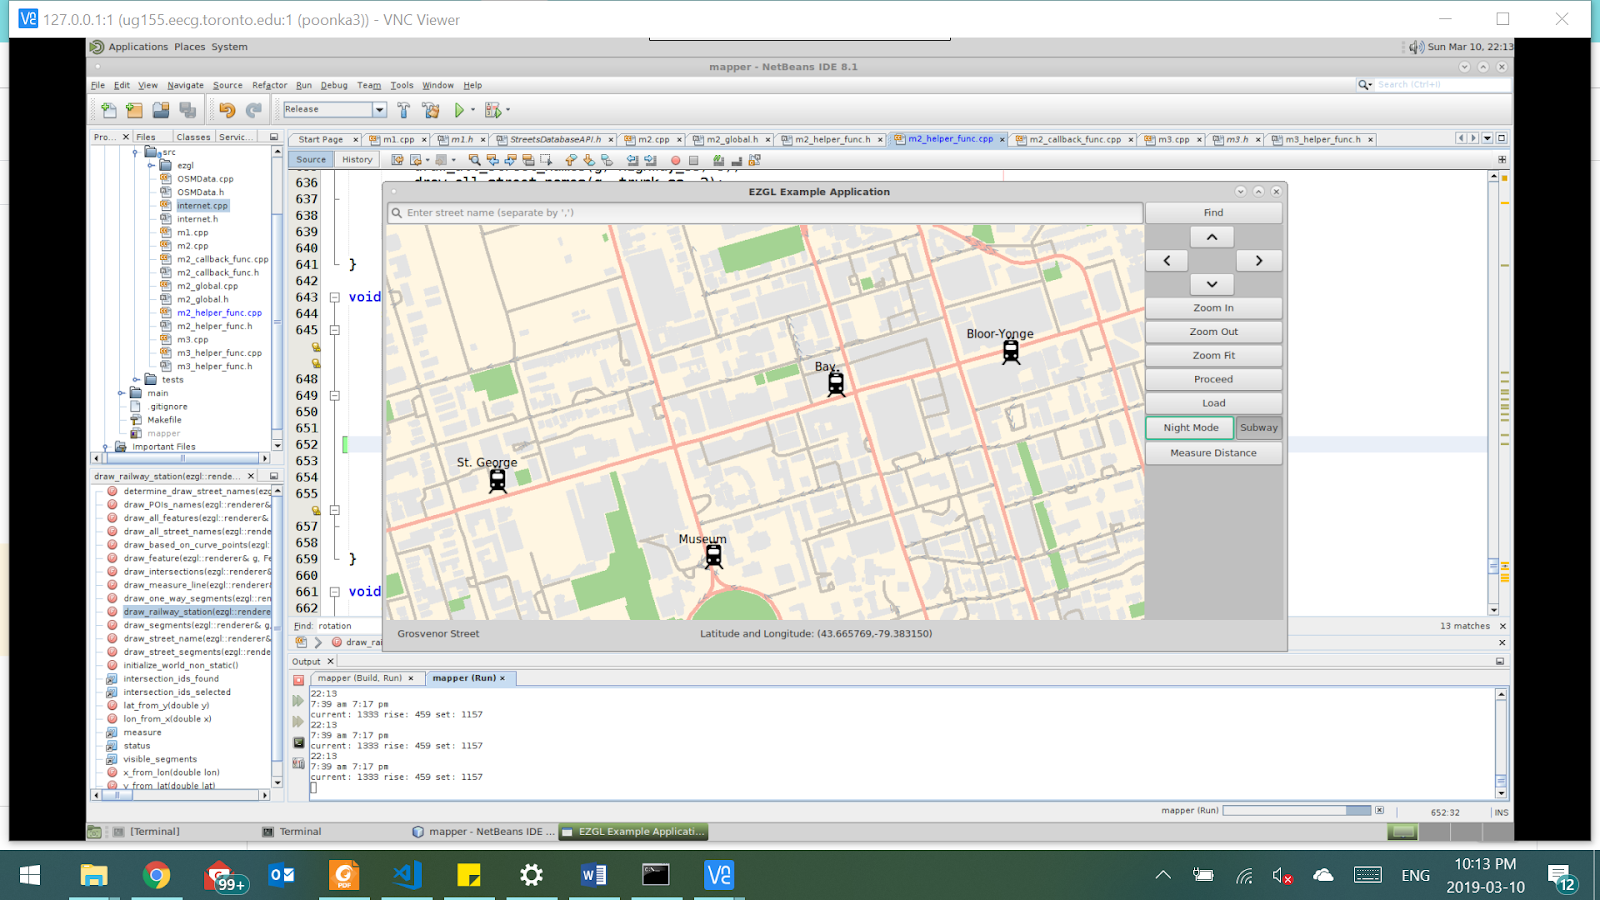 127.0.0.1:1 (ug155.eecg.toronto.edu:1 (poonka3)) - VNC Viewer
Applications Places System
Sun Mar 10, 22:13
mapper - NetBeans IDE 8.1
File Edit View Navigate Source Refactor Run Debug Team Tools Window Help
Search (Ctrl+I)
Release
Pro... Files Classes Servic...
Start Page m1.cpp m1.h StreetsDatabaseAPI.h m2.cpp m2_global.h m2_helper_func.h m2_helper_func.cpp m2_callback_func.cpp m3.cpp m3.h m3_helper_func.h
Source History
src
ezgl
OSMData.cpp
OSMData.h
internet.cpp
internet.h
m1.cpp
m2.cpp
m2_callback_func.cpp
m2_callback_func.h
m2_global.cpp
m2_global.h
m2_helper_func.cpp
m2_helper_func.h
m3.cpp
m3_helper_func.cpp
m3_helper_func.h
tests
main
.gitignore
Makefile
mapper
Important Files
636
637
638
639
640
641 }
642
643 void
644
645
648
649
650
651
652
653
654
655
657
658
659 }
660
661 void
662
EZGL Example Application
Enter street name (separate by ',')
Find
Zoom In
Zoom Out
Zoom Fit
Proceed
Load
Night Mode Subway
Measure Distance
Bloor-Yonge
Bay
St. George
Museum
Grosvenor Street
Latitude and Longitude: (43.665769,-79.383150)
Find: rotation
13 matches
draw_rai
draw_railway_station(ezgl::rende...
determine_draw_street_names(ezg
draw_POIs_names(ezgl::renderer&
draw_all_features(ezgl::renderer&
draw_all_street_names(ezgl::rende
draw_based_on_curve_points(ezgl:
draw_feature(ezgl::renderer& g, Fe
draw_intersections(ezgl::renderer&
draw_measure_line(ezgl::renderer&
draw_one_way_segments(ezgl::ren
draw_railway_station(ezgl::rendere
draw_segments(ezgl::renderer& g,
draw_street_name(ezgl::renderer&
draw_street_segments(ezgl::rende
initialize_world_non_static()
intersection_ids_found
intersection_ids_selected
lat_from_y(double y)
lon_from_x(double x)
measure
status
visible_segments
x_from_lon(double lon)
y_from_lat(double lat)
Output
mapper (Build, Run) mapper (Run)
22:13
7:39 am 7:17 pm
current: 1333 rise: 459 set: 1157
22:13
7:39 am 7:17 pm
current: 1333 rise: 459 set: 1157
22:13
7:39 am 7:17 pm
current: 1333 rise: 459 set: 1157
mapper (Run)
652:32 INS
[Terminal] Terminal mapper - NetBeans IDE ... EZGL Example Applicati...
99+
PDF
ENG
10:13 PM
2019-03-10
12